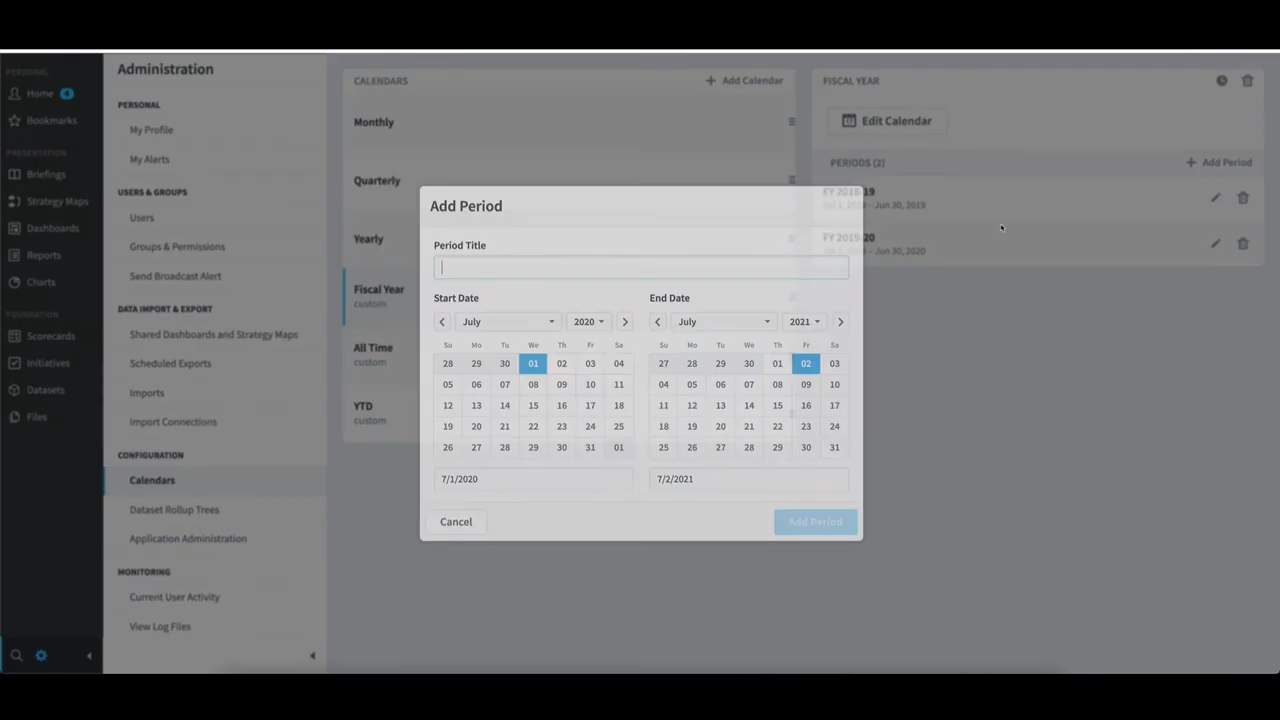 PERSONAL
Home 4
Bookmarks
PRESENTATION
Briefings
Strategy Maps
Dashboards
Reports
Charts
FOUNDATION
Scorecards
Initiatives
Datasets
Files
Administration
PERSONAL
My Profile
My Alerts
USERS & GROUPS
Users
Groups & Permissions
Send Broadcast Alert
DATA IMPORT & EXPORT
Shared Dashboards and Strategy Maps
Scheduled Exports
Imports
Import Connections
CONFIGURATION
Calendars
Dataset Rollup Trees
Application Administration
MONITORING
Current User Activity
View Log Files
CALENDARS
+ Add Calendar
Monthly
Quarterly
Yearly
Fiscal Year
custom
All Time
custom
YTD
custom
FISCAL YEAR
Edit Calendar
PERIODS (2)
+ Add Period
FY 2018-19
– Jun 30, 2019
FY 2019-20
– Jun 30, 2020
Add Period
Period Title
Start Date
July 2020
Su Mo Tu We Th Fr Sa
28 29 30 01 02 03 04
05 06 07 08 09 10 11
12 13 14 15 16 17 18
19 20 21 22 23 24 25
26 27 28 29 30 31 01
7/1/2020
End Date
July 2021
Su Mo Tu We Th Fr Sa
27 28 29 30 01 02 03
04 05 06 07 08 09 10
11 12 13 14 15 16 17
18 19 20 21 22 23 24
25 26 27 28 29 30 31
7/2/2021
Cancel
Add Period